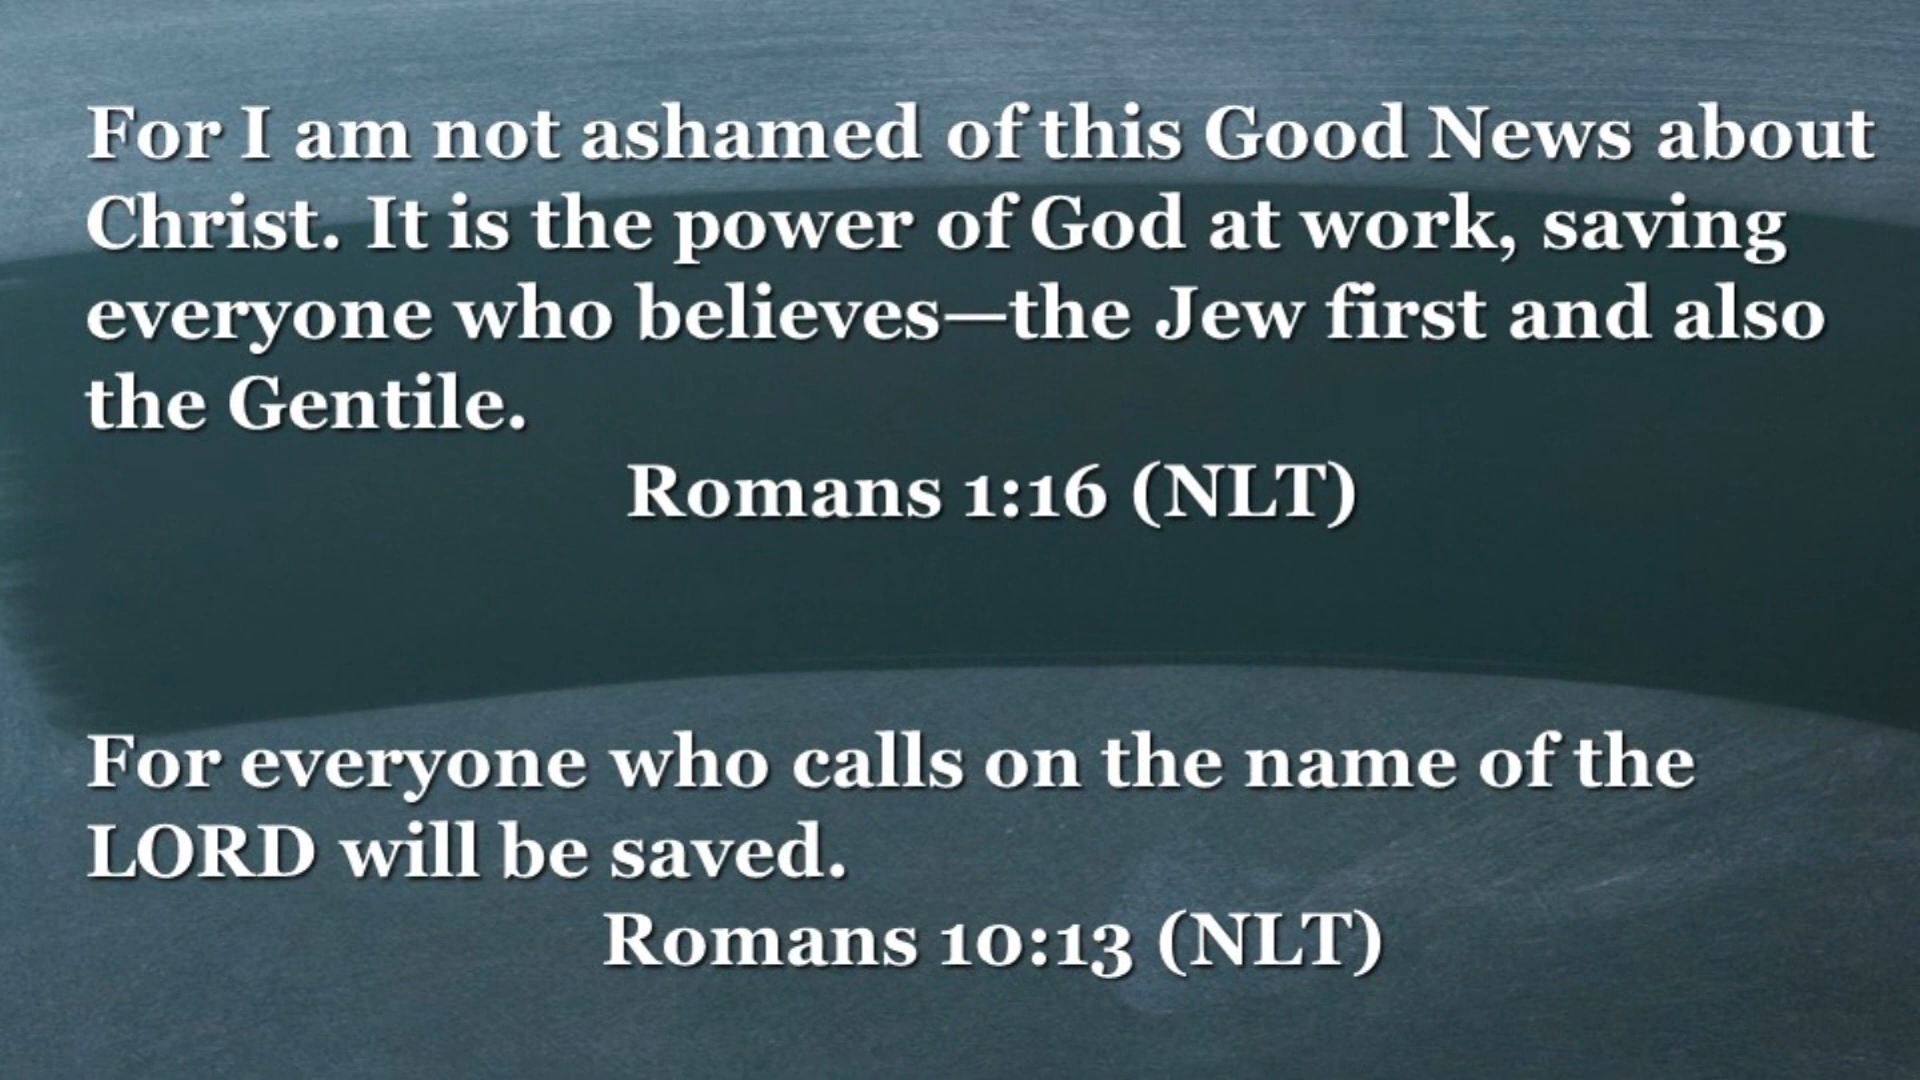 For I am not ashamed of this Good News about
Christ. It is the power of God at work, saving
everyone who believes—the Jew first and also
the Gentile.
Romans 1:16 (NLT)
For everyone who calls on the name of the
LORD will be saved.
Romans 10:13 (NLT)